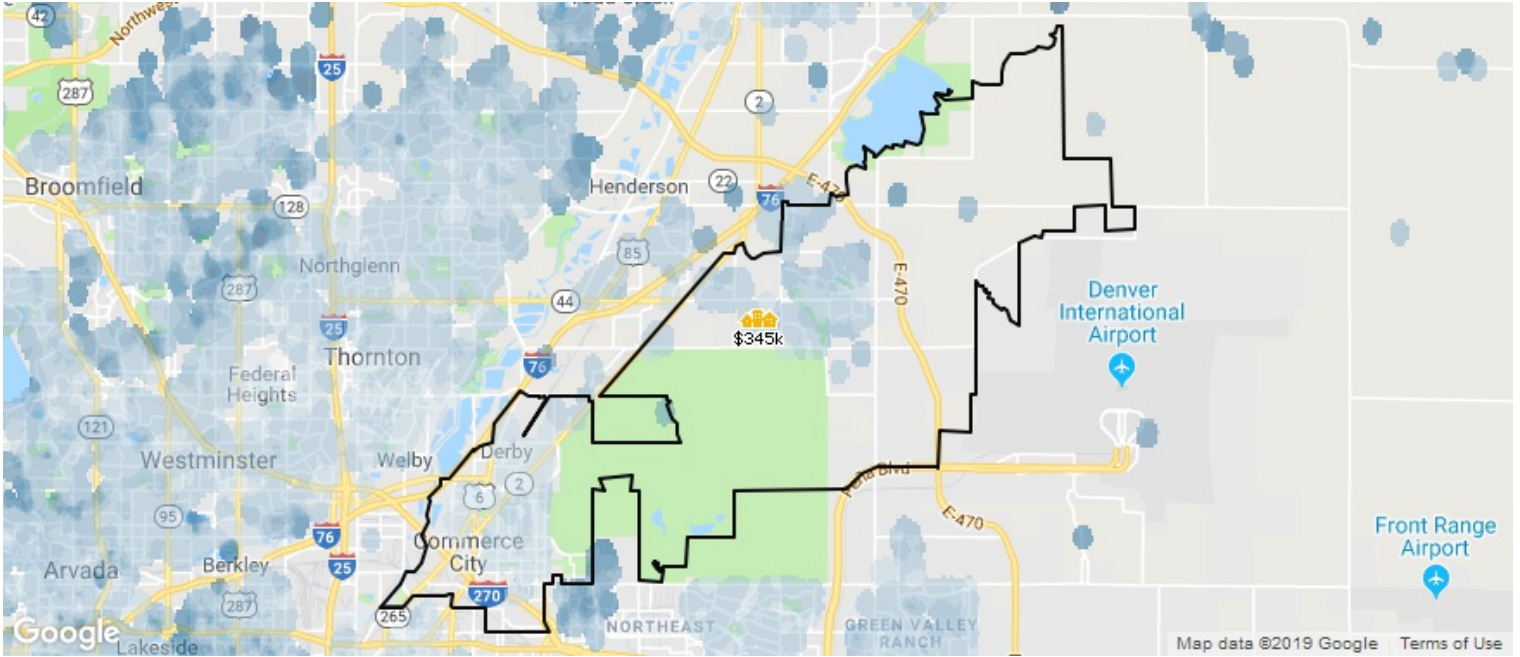 42
Northwest
25
287
2
Broomfield
Henderson
22
76
E-470
128
85
Northglenn
287
E-470
44
Denver
International
Airport
25
$345k
Thornton
76
Federal
Heights
121
Westminster
Welby
Derby
Peña Blvd
6
2
95
E-470
76
Commerce
City
Front Range
Airport
Arvada
Berkley
25
270
287
265
NORTHEAST
GREEN VALLEY
RANCH
Google
Lakeside
Map data ©2019 Google
Terms of Use